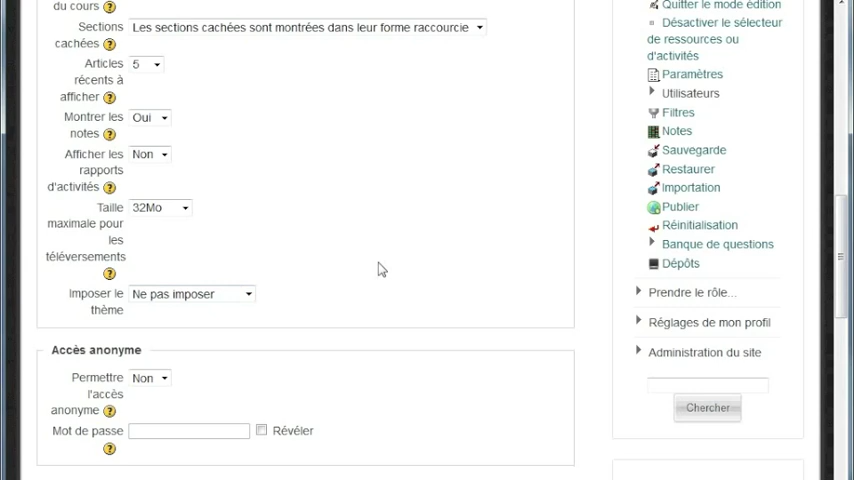 du cours
Sections cachées
Les sections cachées sont montrées dans leur forme raccourcie
Articles récents à afficher
5
Montrer les notes
Oui
Afficher les rapports d'activités
Non
Taille maximale pour les téléversements
32Mo
Imposer le thème
Ne pas imposer
Accès anonyme
Permettre l'accès anonyme
Non
Mot de passe
Révéler
Quitter le mode édition
Désactiver le sélecteur
de ressources ou
d'activités
Paramètres
Utilisateurs
Filtres
Notes
Sauvegarde
Restaurer
Importation
Publier
Réinitialisation
Banque de questions
Dépôts
Prendre le rôle...
Réglages de mon profil
Administration du site
Chercher